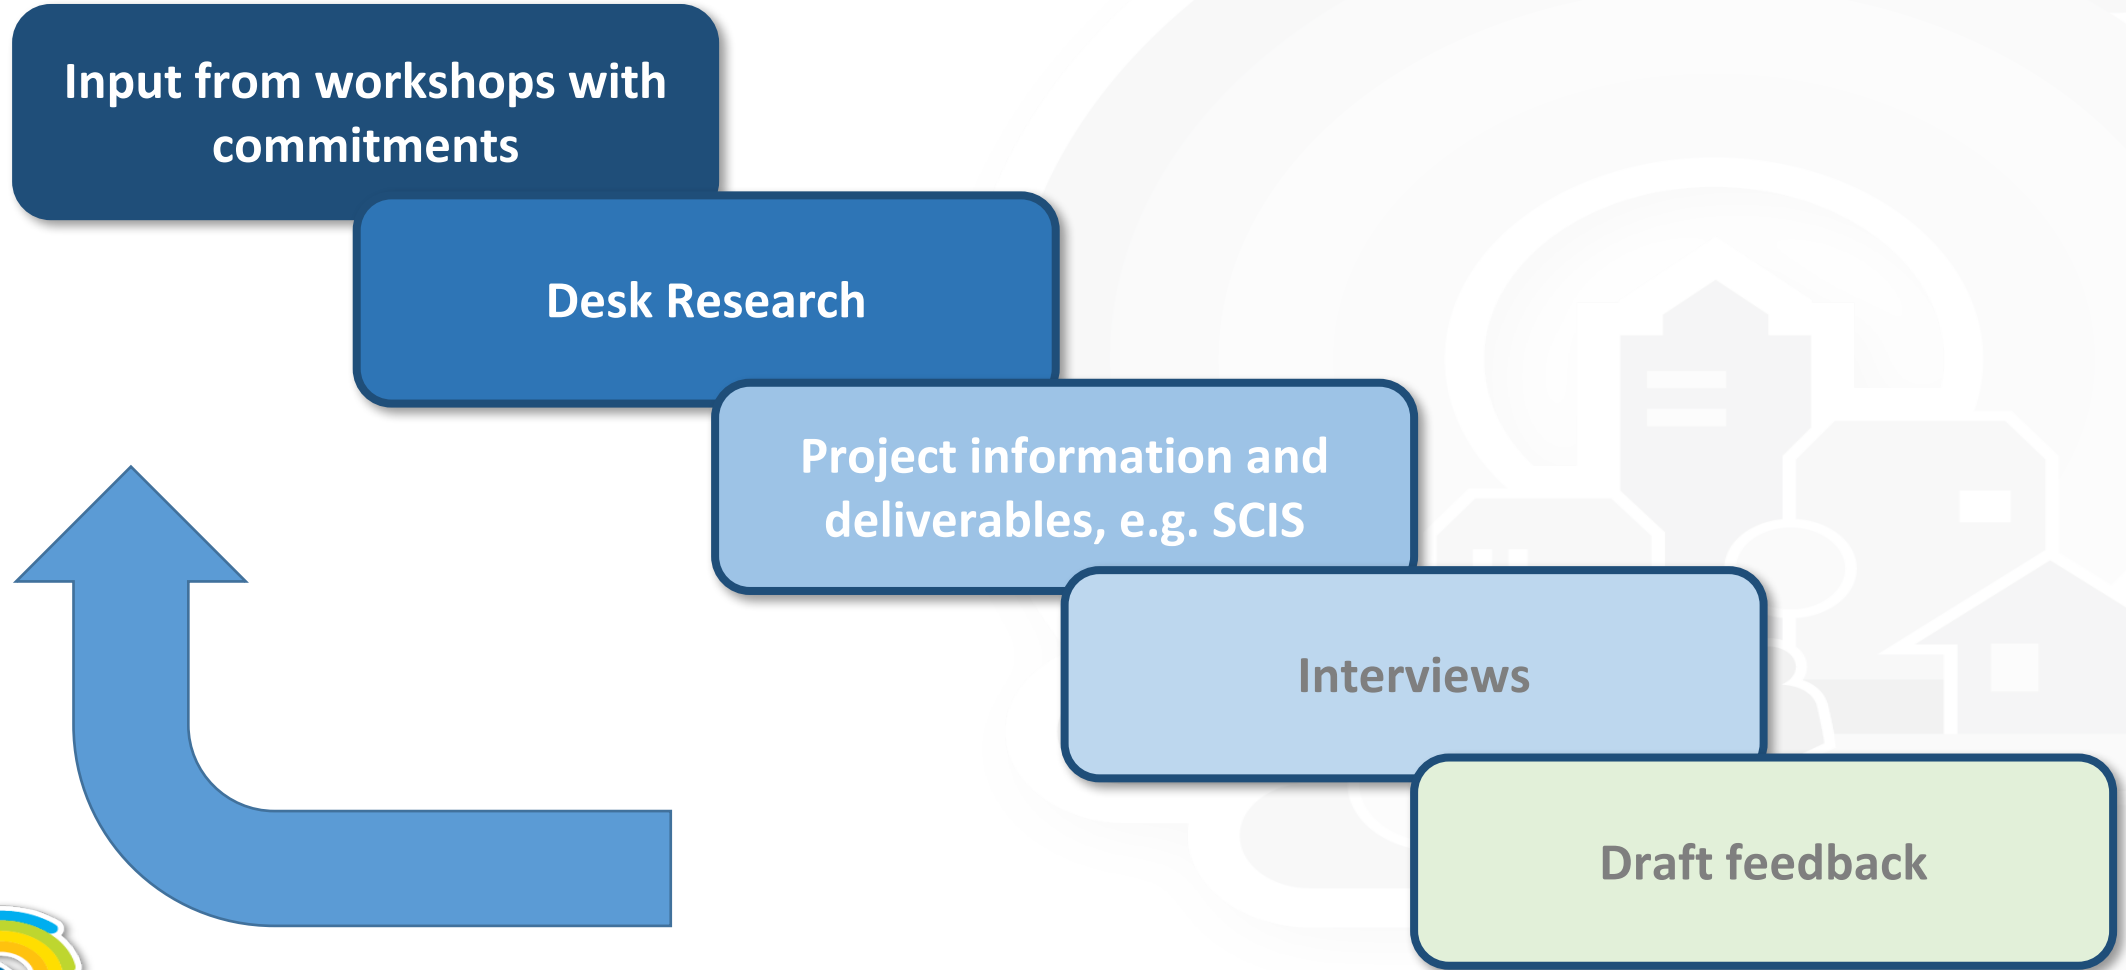 Input from workshops with
commitments
Desk Research
Project information and
deliverables, e.g. SCIS
Interviews
Draft feedback